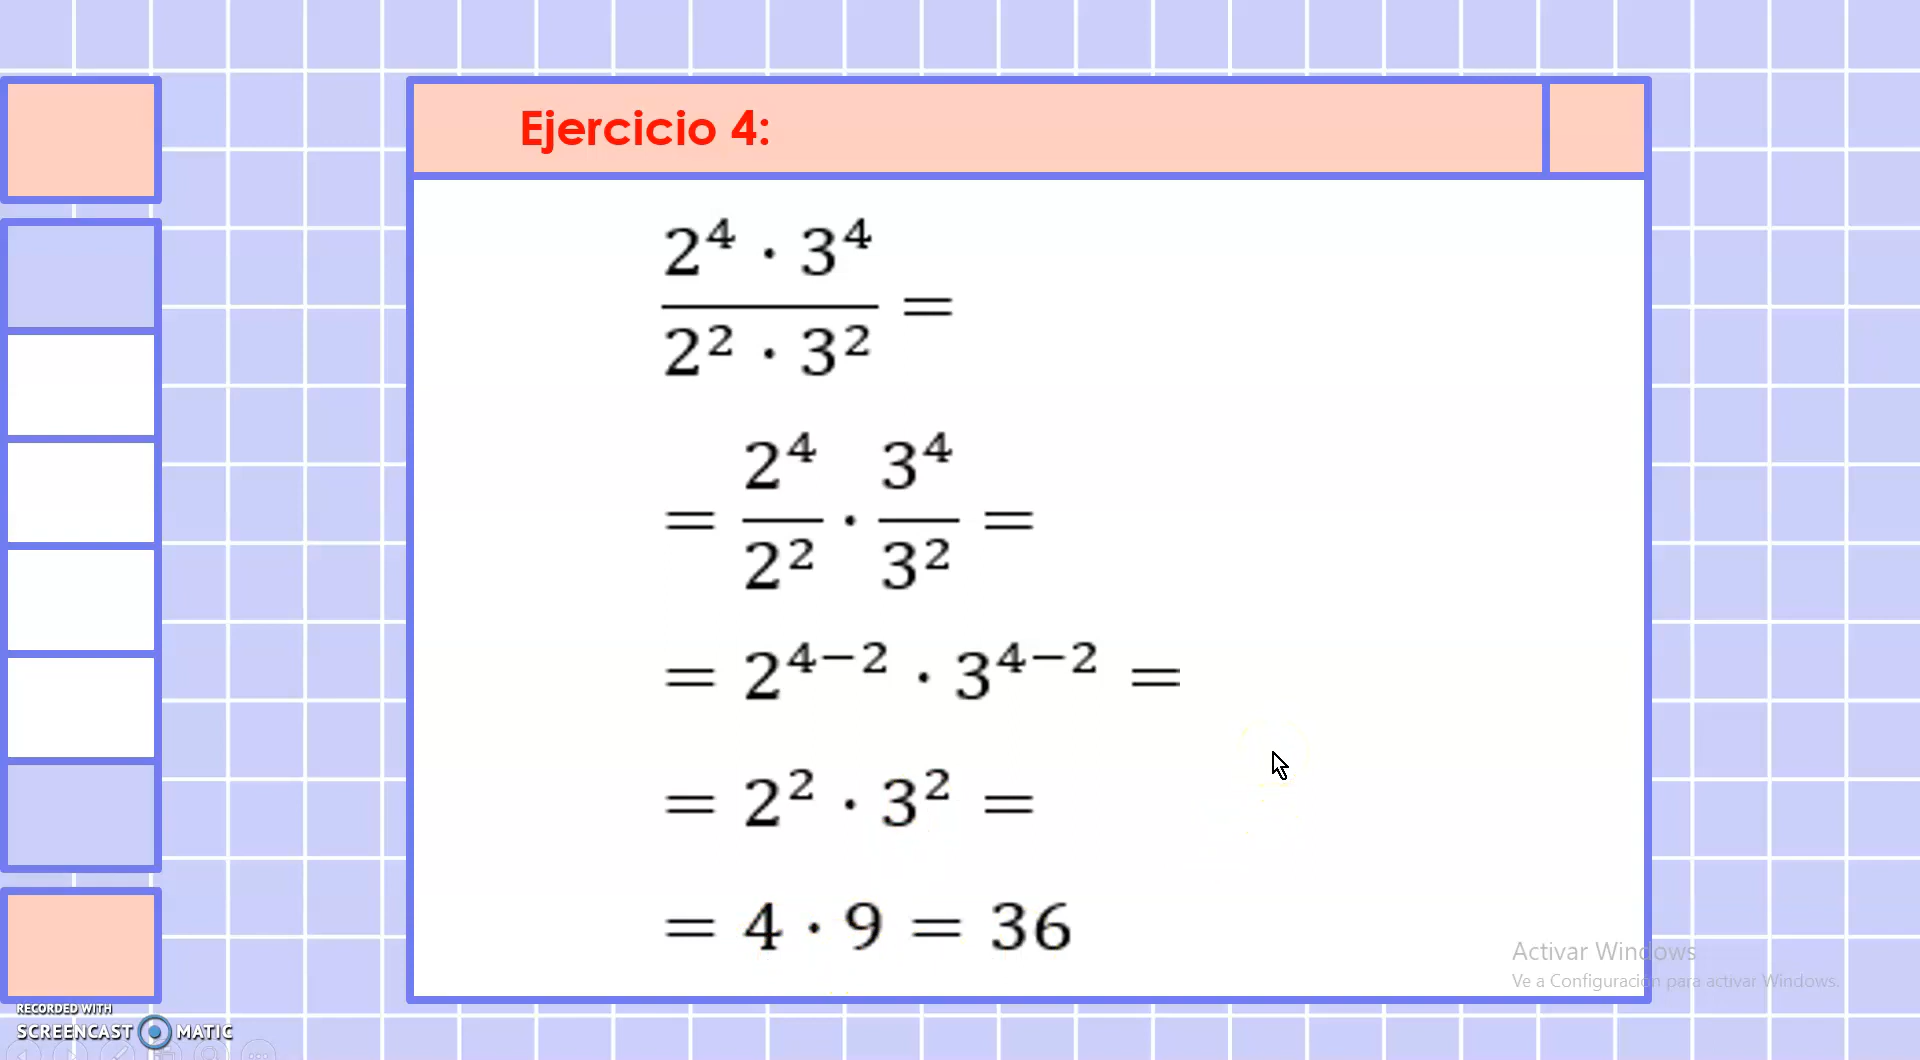 Ejercicio 4:
2⁴ · 3⁴
2² · 3² =
= 2⁴/2² · 3⁴/3² =
= 2⁴⁻² · 3⁴⁻² =
= 2² · 3² =
= 4 · 9 = 36
Activar Windows
Ve a Configuración para activar Windows.
RECORDED WITH
SCREENCAST MATIC